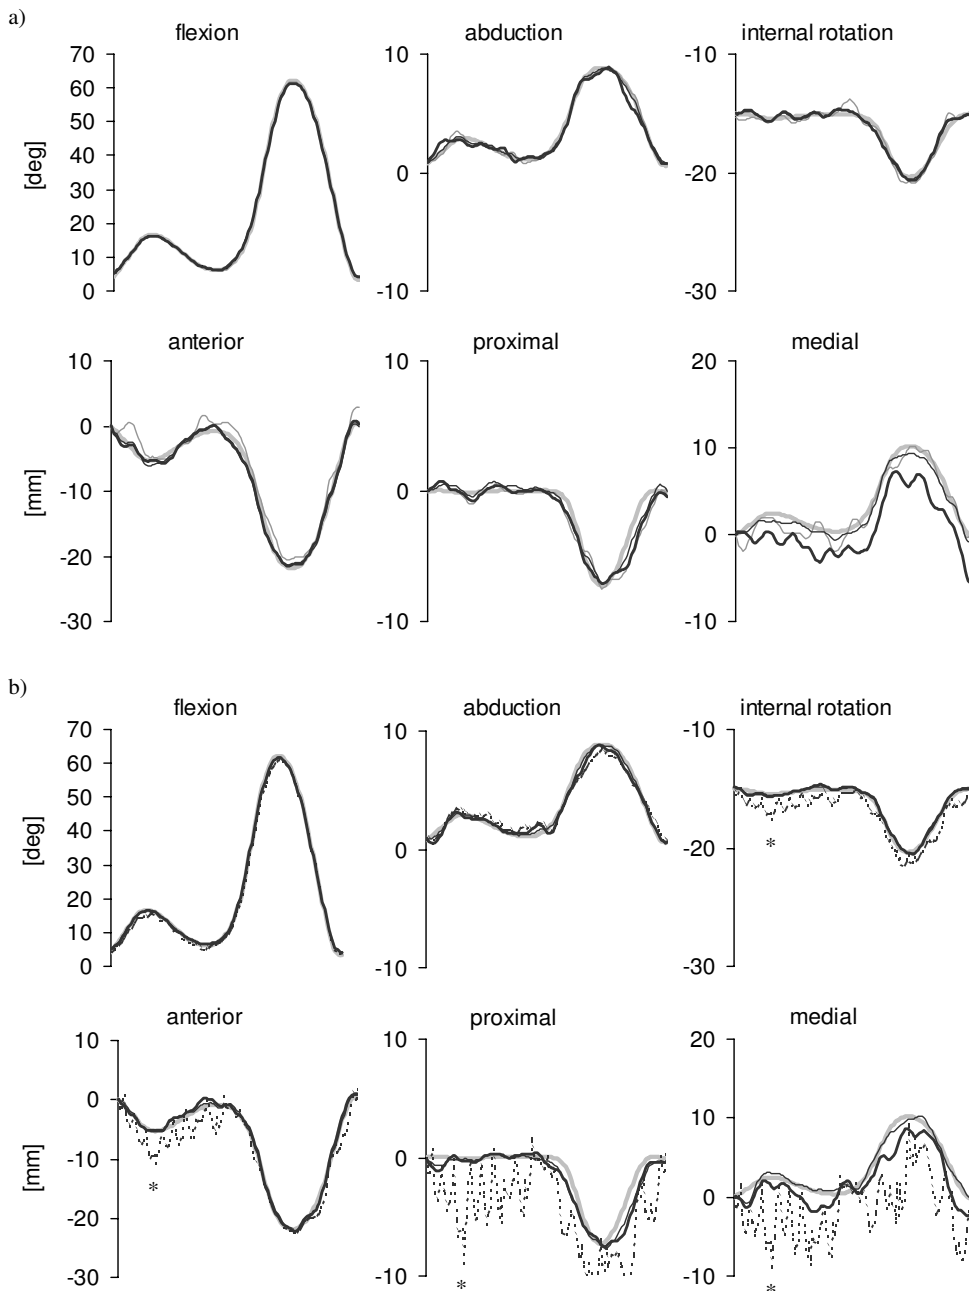 a)
flexion abduction internal rotation
70 10 -10
60
50
40 0 -20
[deg]
30
20
10
0 -10 -30
anterior proximal medial
10 10 20
0 10
-10 0 0
[mm]
-20
-30 -10 -10
b)
flexion abduction internal rotation
70 10 -10
60
50
40 0 -20
[deg]
30
20 *
10
0 -10 -30
anterior proximal medial
10 10 20
0 10
-10 0 0
[mm]
* 
-20
-30 -10 -10
* *